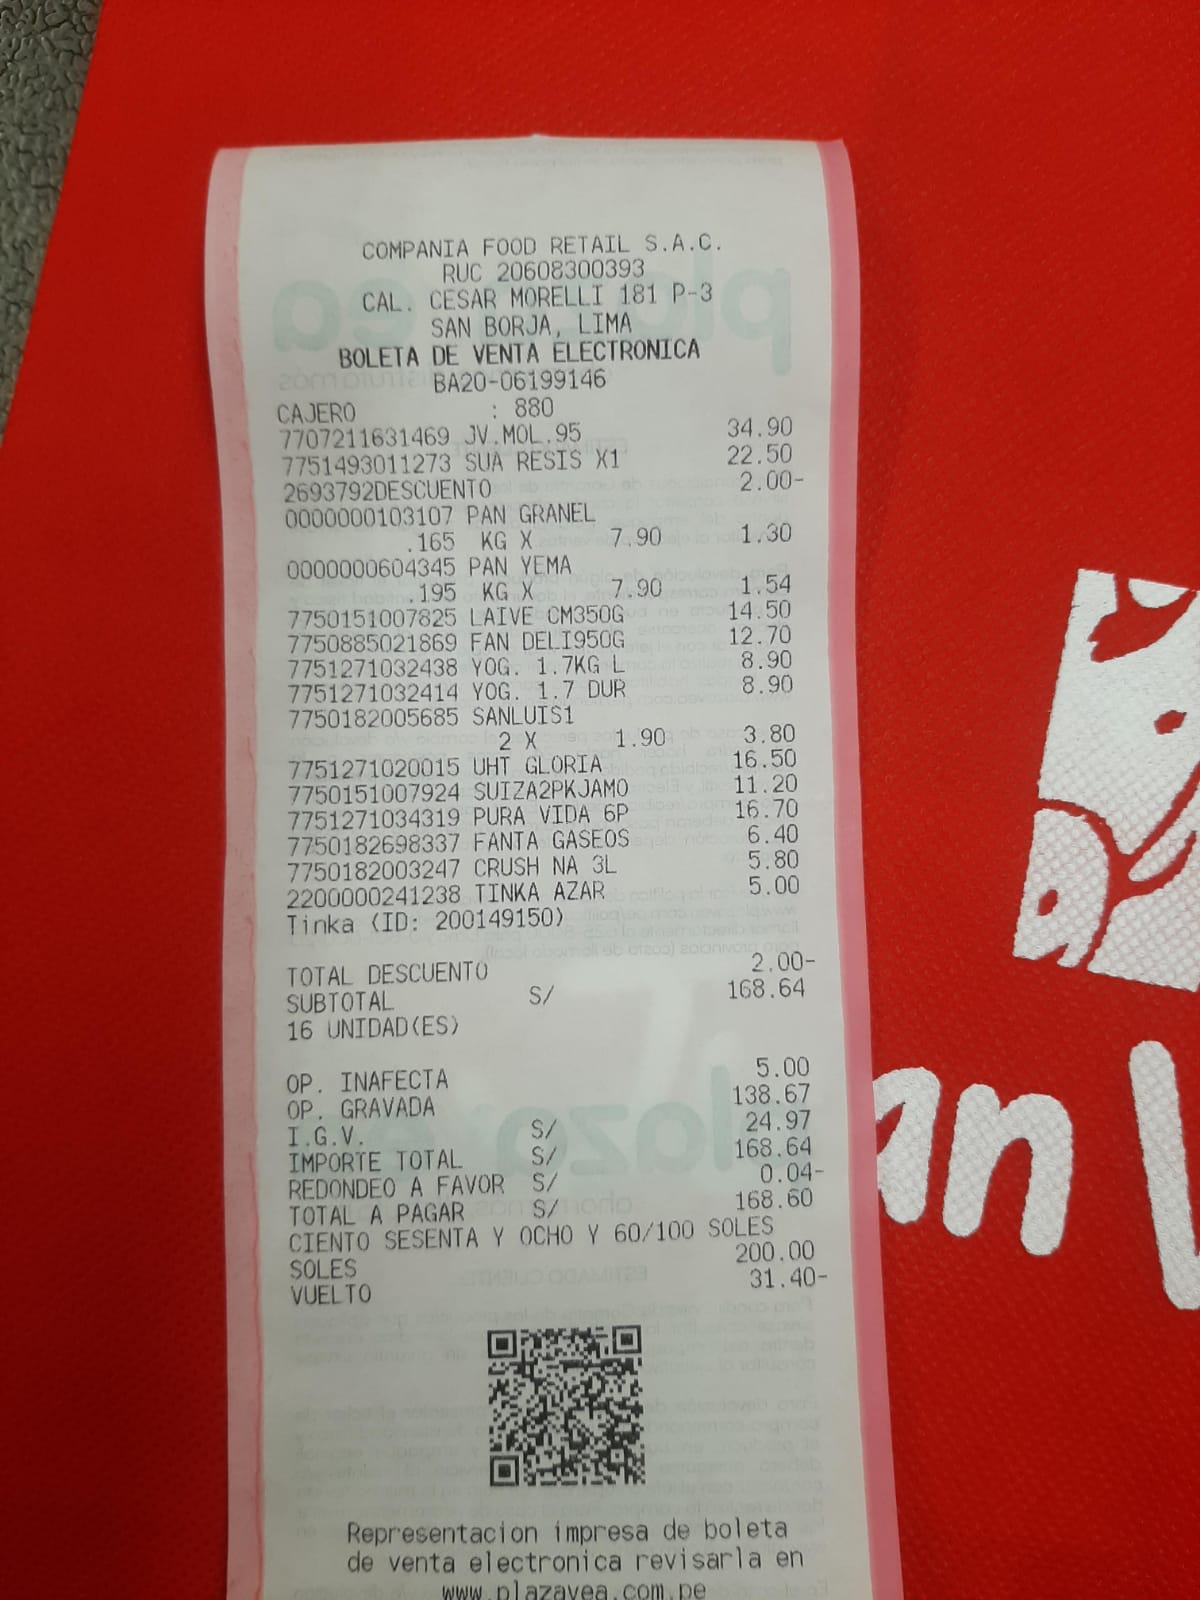 COMPANIA FOOD RETAIL S.A.C.
RUC 20608300393
CAL. CESAR MORELLI 181 P-3
SAN BORJA, LIMA
BOLETA DE VENTA ELECTRONICA
BA20-06199146
CAJERO : 880
7707211631469 JV.MOL.95 34.90
7751493011273 SUA RESIS X1 22.50
2693792DESCUENTO 2.00-
0000000103107 PAN GRANEL
.165 KG X 7.90 1.30
0000000604345 PAN YEMA
.195 KG X 7.90 1.54
7750151007825 LAIVE CM350G 14.50
7750885021869 FAN DELI950G 12.70
7751271032438 YOG. 1.7KG L 8.90
7751271032414 YOG. 1.7 DUR 8.90
7750182005685 SANLUIS1
2 X 1.90 3.80
7751271020015 UHT GLORIA 16.50
7750151007924 SUIZA2PKJAMO 11.20
7751271034319 PURA VIDA 6P 16.70
7750182698337 FANTA GASEOS 6.40
7750182003247 CRUSH NA 3L 5.80
2200000241238 TINKA AZAR 5.00
Tinka (ID: 200149150)
TOTAL DESCUENTO 2.00-
SUBTOTAL S/ 168.64
16 UNIDAD(ES)
OP. INAFECTA 5.00
OP. GRAVADA 138.67
I.G.V. S/ 24.97
IMPORTE TOTAL S/ 168.64
REDONDEO A FAVOR S/ 0.04-
TOTAL A PAGAR S/ 168.60
CIENTO SESENTA Y OCHO Y 60/100 SOLES
SOLES 200.00
VUELTO 31.40-
Representacion impresa de boleta
de venta electronica revisarla en
www.plazavea.com.pe